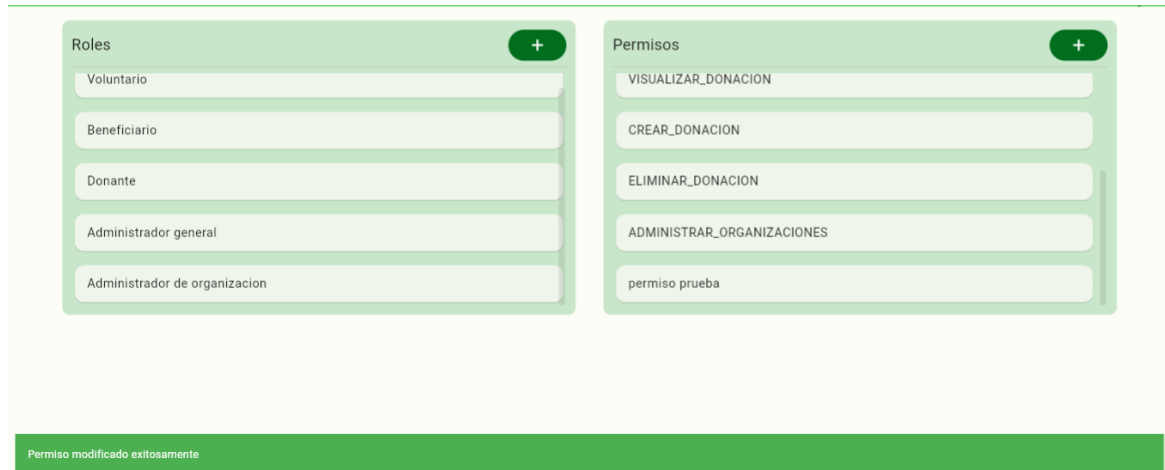 Roles
+
Voluntario
Beneficiario
Donante
Administrador general
Administrador de organizacion
Permisos
+
VISUALIZAR_DONACION
CREAR_DONACION
ELIMINAR_DONACION
ADMINISTRAR_ORGANIZACIONES
permiso prueba
Permiso modificado exitosamente